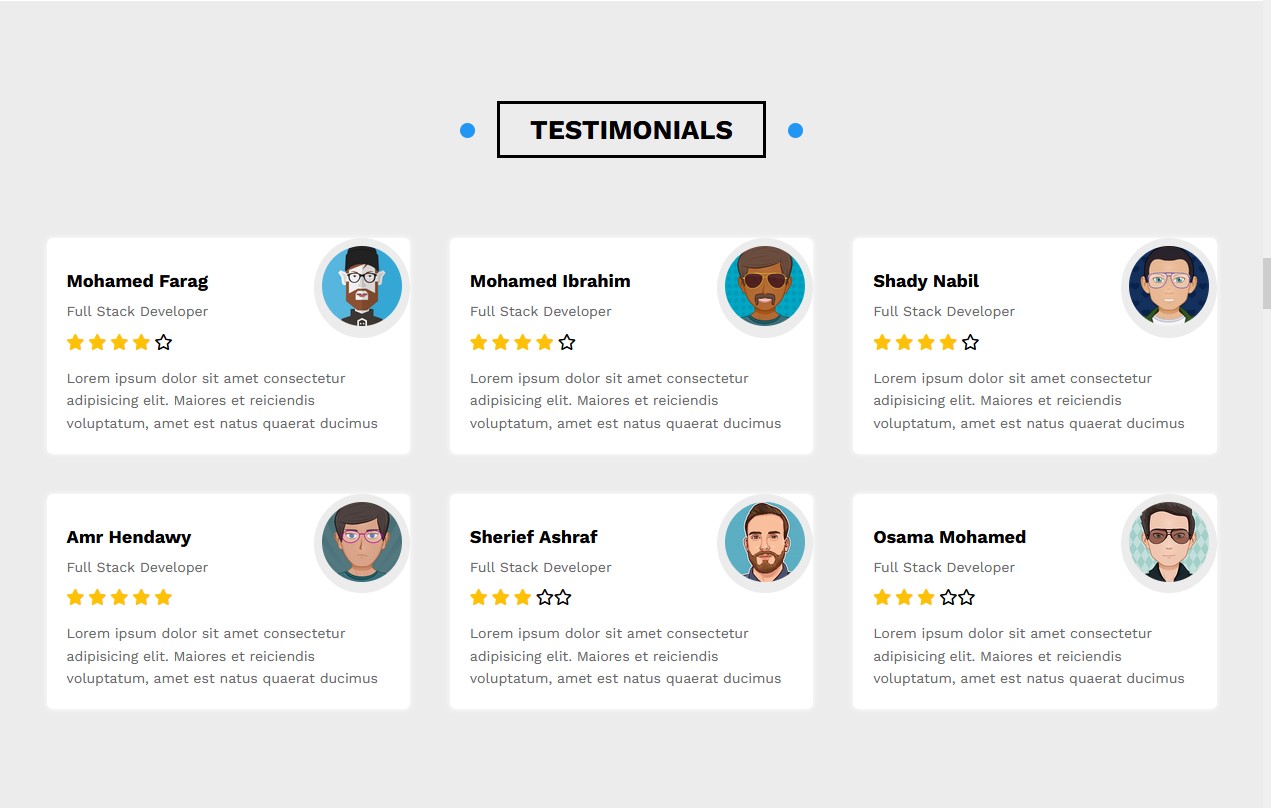 TESTIMONIALS
Mohamed Farag
Full Stack Developer
Lorem ipsum dolor sit amet consectetur
adipisicing elit. Maiores et reiciendis
voluptatum, amet est natus quaerat ducimus
Mohamed Ibrahim
Full Stack Developer
Lorem ipsum dolor sit amet consectetur
adipisicing elit. Maiores et reiciendis
voluptatum, amet est natus quaerat ducimus
Shady Nabil
Full Stack Developer
Lorem ipsum dolor sit amet consectetur
adipisicing elit. Maiores et reiciendis
voluptatum, amet est natus quaerat ducimus
Amr Hendawy
Full Stack Developer
Lorem ipsum dolor sit amet consectetur
adipisicing elit. Maiores et reiciendis
voluptatum, amet est natus quaerat ducimus
Sherief Ashraf
Full Stack Developer
Lorem ipsum dolor sit amet consectetur
adipisicing elit. Maiores et reiciendis
voluptatum, amet est natus quaerat ducimus
Osama Mohamed
Full Stack Developer
Lorem ipsum dolor sit amet consectetur
adipisicing elit. Maiores et reiciendis
voluptatum, amet est natus quaerat ducimus